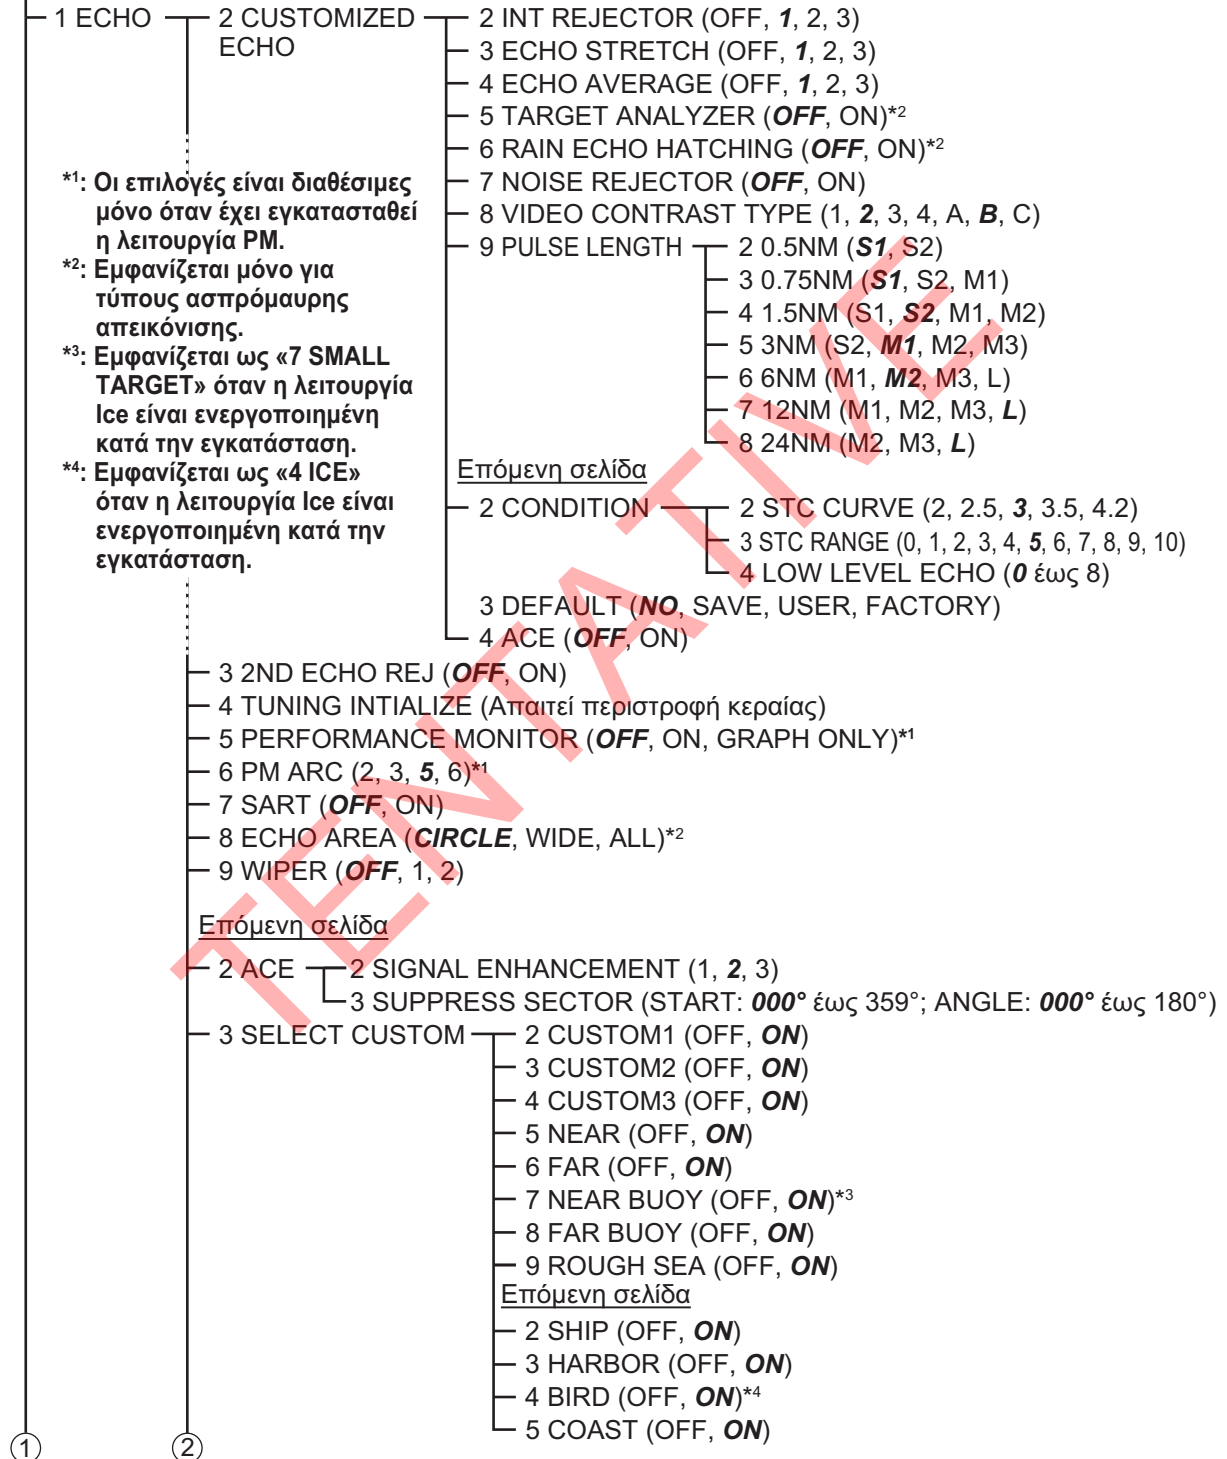 1 ECHO
2 CUSTOMIZED
ECHO
2 INT REJECTOR (OFF, 1, 2, 3)
3 ECHO STRETCH (OFF, 1, 2, 3)
4 ECHO AVERAGE (OFF, 1, 2, 3)
5 TARGET ANALYZER (OFF, ON)*2
6 RAIN ECHO HATCHING (OFF, ON)*2
7 NOISE REJECTOR (OFF, ON)
8 VIDEO CONTRAST TYPE (1, 2, 3, 4, A, B, C)
9 PULSE LENGTH
2 0.5NM (S1, S2)
3 0.75NM (S1, S2, M1)
4 1.5NM (S1, S2, M1, M2)
5 3NM (S2, M1, M2, M3)
6 6NM (M1, M2, M3, L)
7 12NM (M1, M2, M3, L)
8 24NM (M2, M3, L)
*1: Οι επιλογές είναι διαθέσιμες
μόνο όταν έχει εγκατασταθεί
η λειτουργία PM.
*2: Εμφανίζεται μόνο για
τύπους ασπρόμαυρης
απεικόνισης.
*3: Εμφανίζεται ως «7 SMALL
TARGET» όταν η λειτουργία
Ice είναι ενεργοποιημένη
κατά την εγκατάσταση.
*4: Εμφανίζεται ως «4 ICE»
όταν η λειτουργία Ice είναι
ενεργοποιημένη κατά την
εγκατάσταση.
Επόμενη σελίδα
2 CONDITION
2 STC CURVE (2, 2.5, 3, 3.5, 4.2)
3 STC RANGE (0, 1, 2, 3, 4, 5, 6, 7, 8, 9, 10)
4 LOW LEVEL ECHO (0 έως 8)
3 DEFAULT (NO, SAVE, USER, FACTORY)
4 ACE (OFF, ON)
3 2ND ECHO REJ (OFF, ON)
4 TUNING INTIALIZE (Απαιτεί περιστροφή κεραίας)
5 PERFORMANCE MONITOR (OFF, ON, GRAPH ONLY)*1
6 PM ARC (2, 3, 5, 6)*1
7 SART (OFF, ON)
8 ECHO AREA (CIRCLE, WIDE, ALL)*2
9 WIPER (OFF, 1, 2)
Επόμενη σελίδα
2 ACE
2 SIGNAL ENHANCEMENT (1, 2, 3)
3 SUPPRESS SECTOR (START: 000° έως 359°; ANGLE: 000° έως 180°)
3 SELECT CUSTOM
2 CUSTOM1 (OFF, ON)
3 CUSTOM2 (OFF, ON)
4 CUSTOM3 (OFF, ON)
5 NEAR (OFF, ON)
6 FAR (OFF, ON)
7 NEAR BUOY (OFF, ON)*3
8 FAR BUOY (OFF, ON)
9 ROUGH SEA (OFF, ON)
Επόμενη σελίδα
2 SHIP (OFF, ON)
3 HARBOR (OFF, ON)
4 BIRD (OFF, ON)*4
5 COAST (OFF, ON)
1
2
TENTATIVE